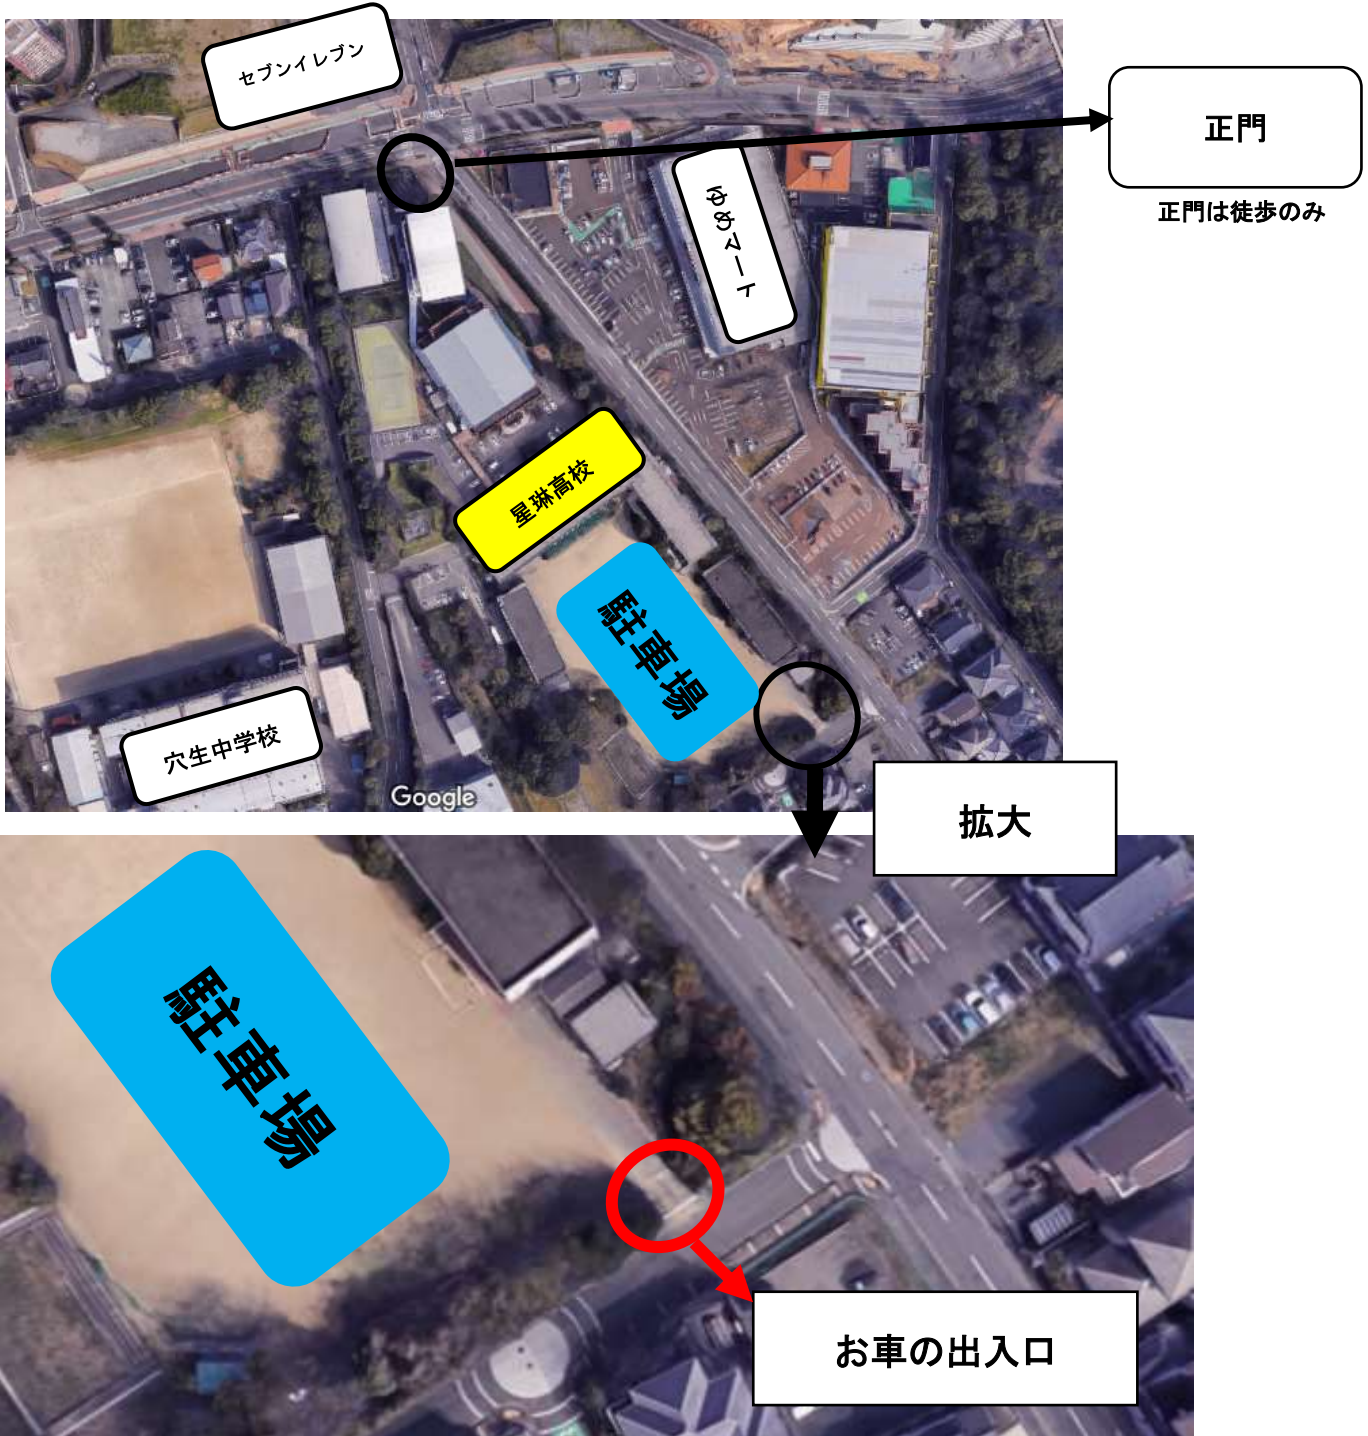 セブンイレブン
正門
正門は徒歩のみ
ゆめマート
星琳高校
駐車場
穴生中学校
Google
拡大
駐車場
お車の出入口